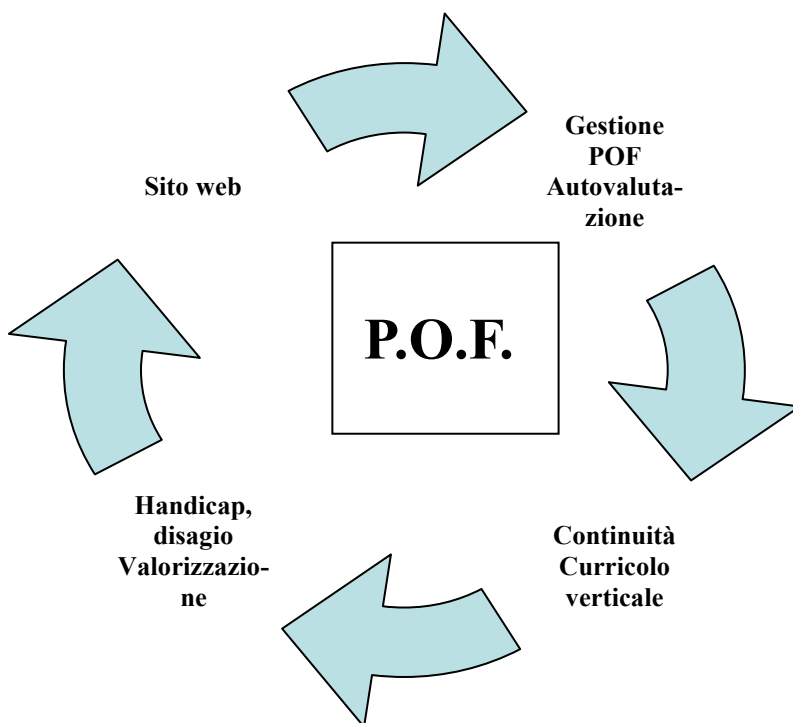 Sito web
Gestione
POF
Autovaluta-
zione
P.O.F.
Handicap,
disagio
Valorizzazio-
ne
Continuità
Curricolo
verticale